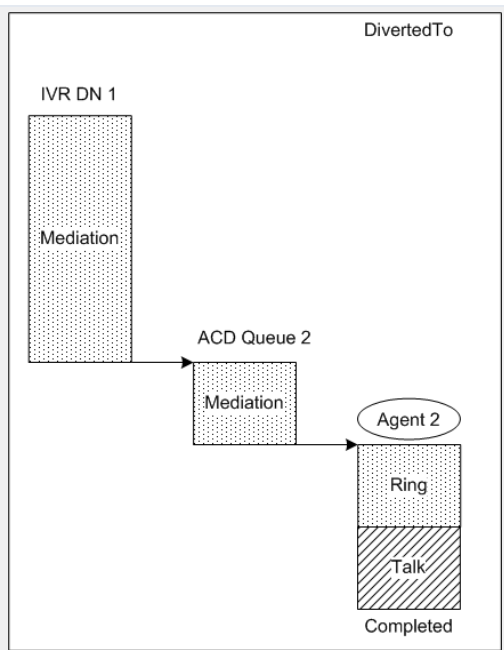 DivertedTo
IVR DN 1
Mediation
ACD Queue 2
Mediation
Agent 2
Ring
Talk
Completed